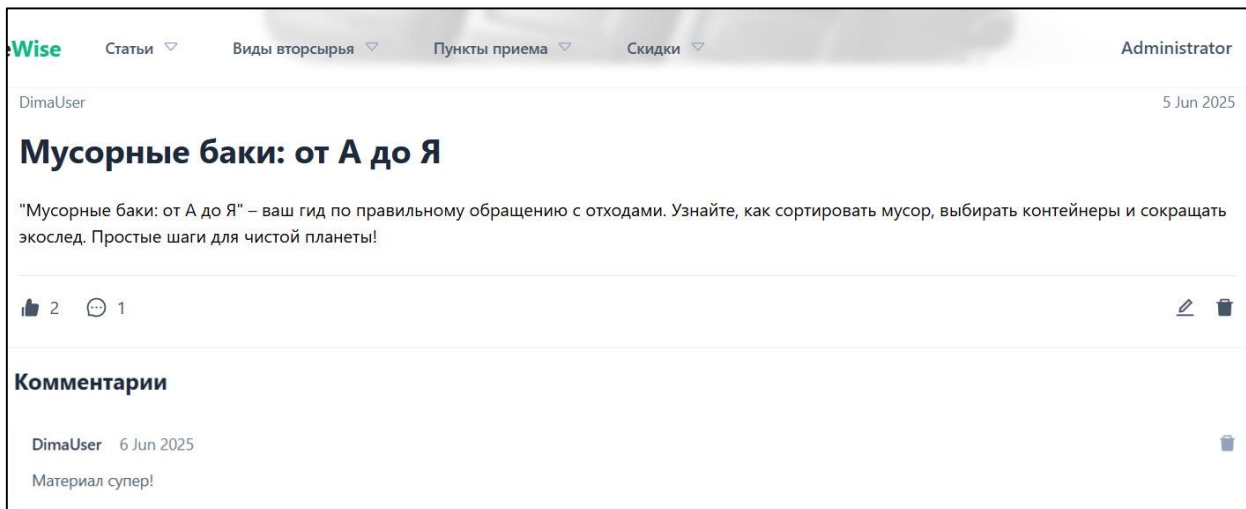 eWise Статьи Виды вторсырья Пункты приема Скидки Administrator
DimaUser 5 Jun 2025
Мусорные баки: от А до Я
"Мусорные баки: от А до Я" – ваш гид по правильному обращению с отходами. Узнайте, как сортировать мусор, выбирать контейнеры и сокращать
экослед. Простые шаги для чистой планеты!
2 1
Комментарии
DimaUser 6 Jun 2025
Материал супер!